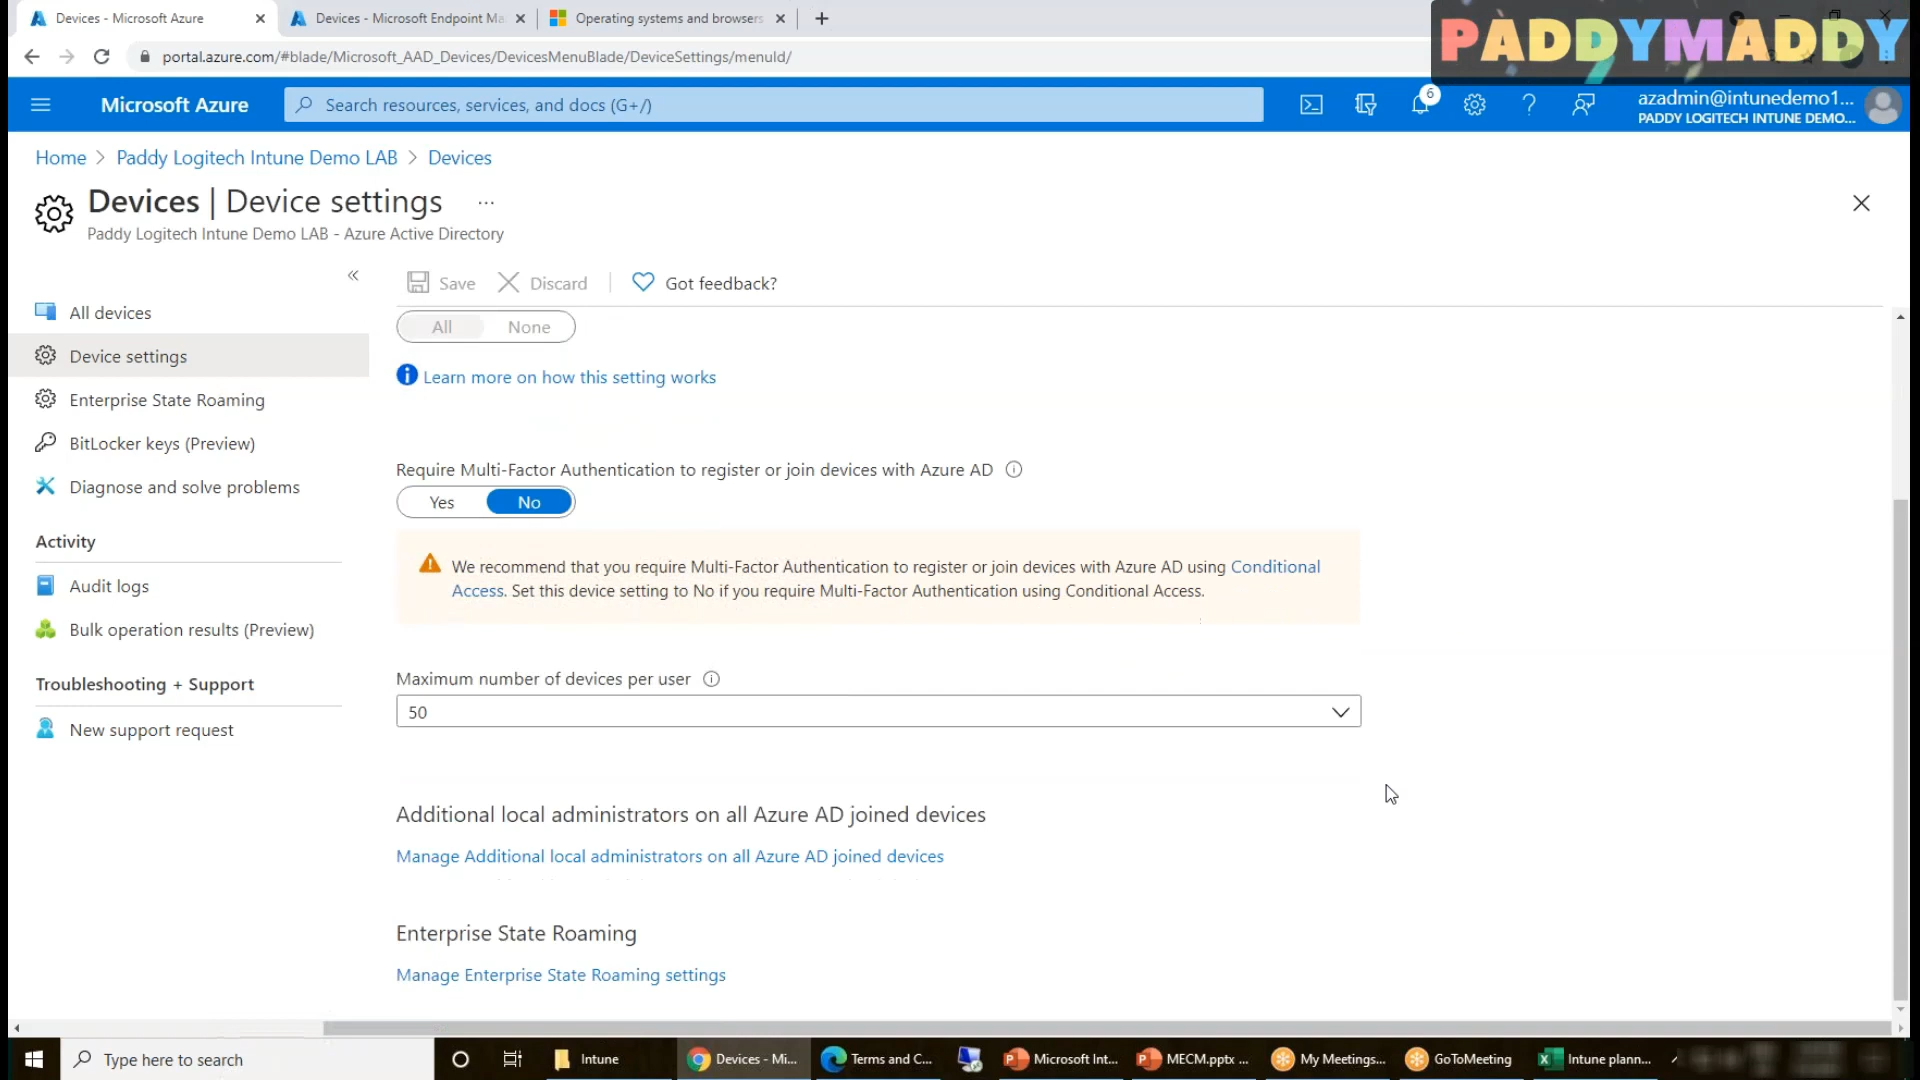 Devices - Microsoft Azure
Devices - Microsoft Endpoint Ma
Operating systems and browsers
PADDYMADDY
portal.azure.com/#blade/Microsoft_AAD_Devices/DevicesMenuBlade/DeviceSettings/menuId/
Microsoft Azure
Search resources, services, and docs (G+/)
6
azadmin@intunedemo1...
PADDY LOGITECH INTUNE DEMO...
Home > Paddy Logitech Intune Demo LAB > Devices
Devices | Device settings ...
Paddy Logitech Intune Demo LAB - Azure Active Directory
Save
Discard
Got feedback?
All devices
Device settings
Enterprise State Roaming
BitLocker keys (Preview)
Diagnose and solve problems
Activity
Audit logs
Bulk operation results (Preview)
Troubleshooting + Support
New support request
All None
Learn more on how this setting works
Require Multi-Factor Authentication to register or join devices with Azure AD
Yes No
We recommend that you require Multi-Factor Authentication to register or join devices with Azure AD using Conditional
Access. Set this device setting to No if you require Multi-Factor Authentication using Conditional Access.
Maximum number of devices per user
50
Additional local administrators on all Azure AD joined devices
Manage Additional local administrators on all Azure AD joined devices
Enterprise State Roaming
Manage Enterprise State Roaming settings
Type here to search
Intune
Devices - Mi...
Terms and C...
Microsoft Int...
MECM.pptx ...
My Meetings...
GoToMeeting
Intune plann...